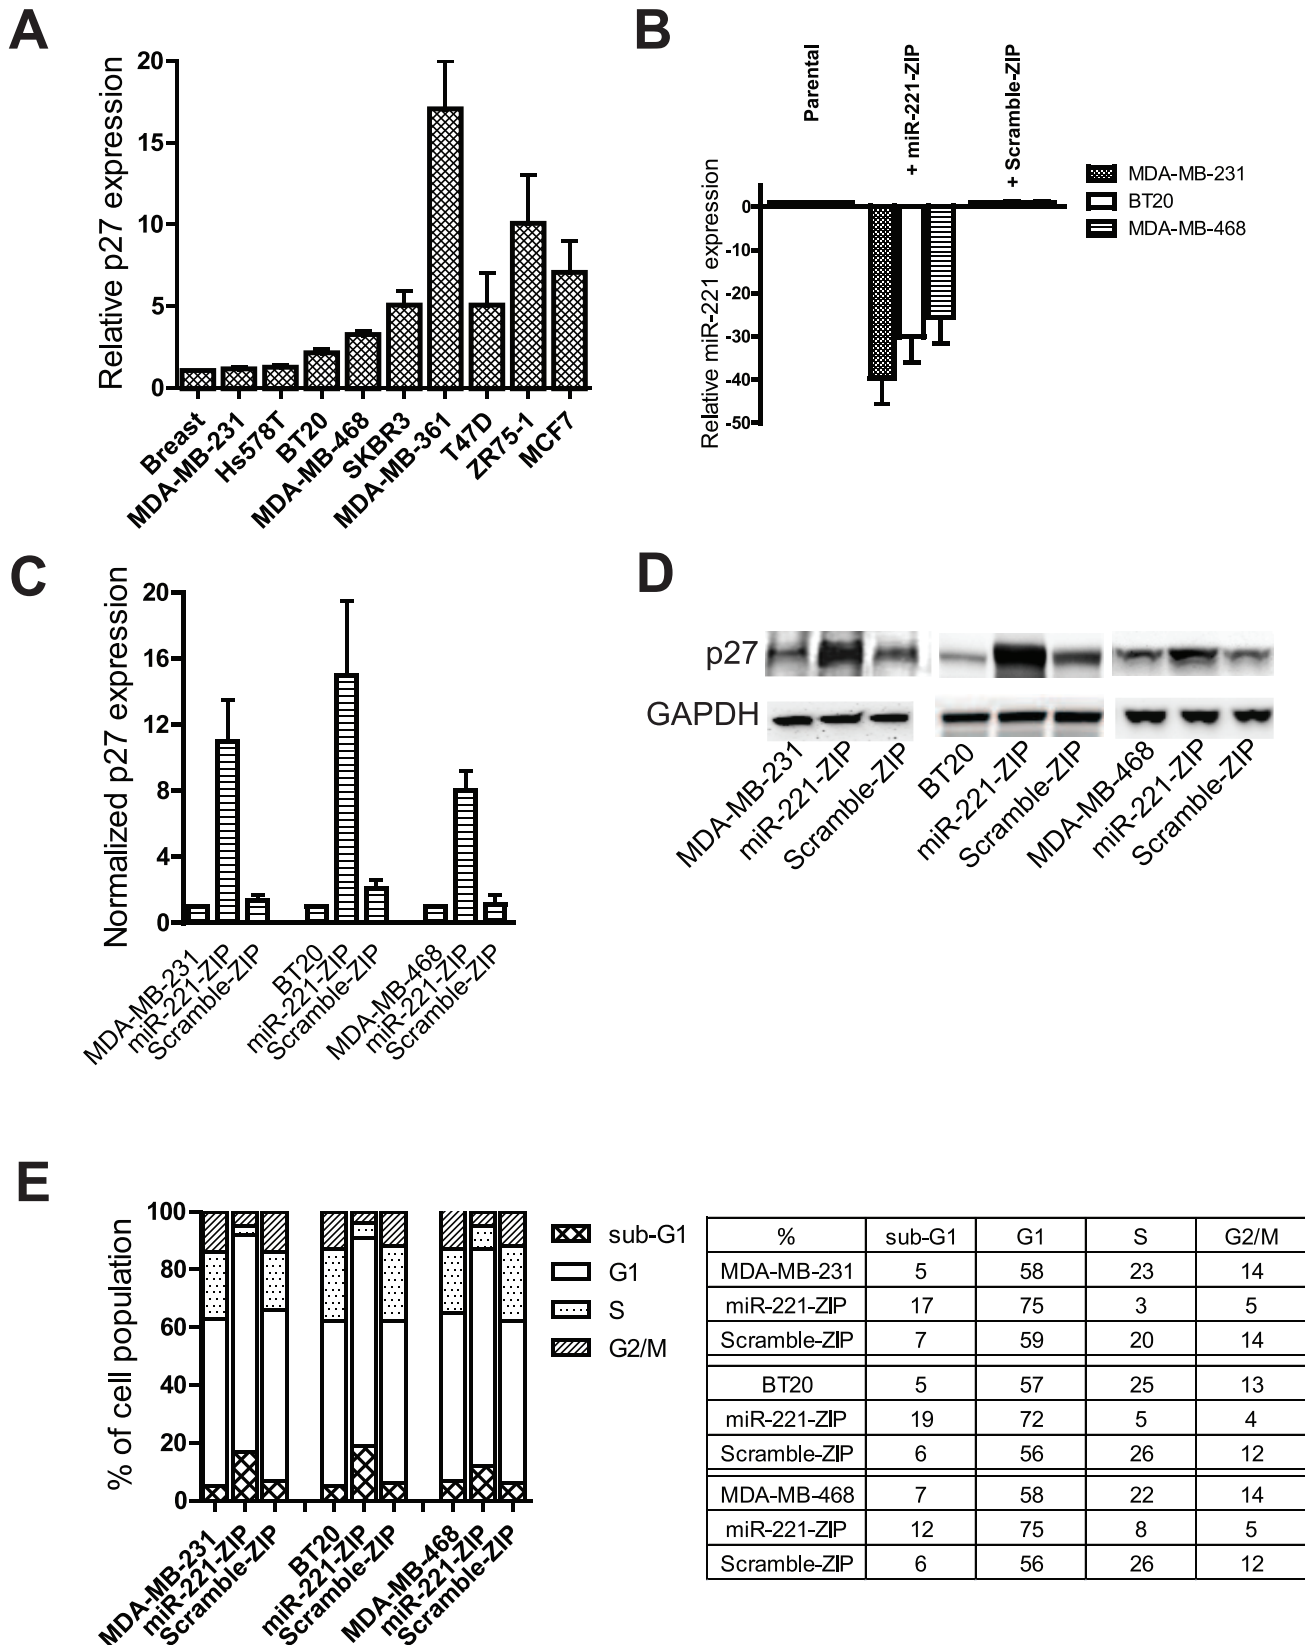 A
Relative p27 expression
20
15
10
5
0
Breast
MDA-MB-231
Hs578T
BT20
MDA-MB-468
SKBR3
MDA-MB-361
T47D
ZR75-1
MCF7
B
Parental
+ miR-221-ZIP
+ Scramble-ZIP
Relative miR-221 expression
0
-10
-20
-30
-40
-50
MDA-MB-231
BT20
MDA-MB-468
C
Normalized p27 expression
20
16
12
8
4
0
MDA-MB-231
miR-221-ZIP
Scramble-ZIP
BT20
miR-221-ZIP
Scramble-ZIP
MDA-MB-468
miR-221-ZIP
Scramble-ZIP
D
p27
GAPDH
MDA-MB-231
miR-221-ZIP
Scramble-ZIP
BT20
miR-221-ZIP
Scramble-ZIP
MDA-MB-468
miR-221-ZIP
Scramble-ZIP
E
% of cell population
100
80
60
40
20
0
MDA-MB-231
miR-221-ZIP
Scramble-ZIP
BT20
miR-221-ZIP
Scramble-ZIP
MDA-MB-468
miR-221-ZIP
Scramble-ZIP
sub-G1
G1
S
G2/M
% sub-G1 G1 S G2/M
MDA-MB-231 5 58 23 14
miR-221-ZIP 17 75 3 5
Scramble-ZIP 7 59 20 14
BT20 5 57 25 13
miR-221-ZIP 19 72 5 4
Scramble-ZIP 6 56 26 12
MDA-MB-468 7 58 22 14
miR-221-ZIP 12 75 8 5
Scramble-ZIP 6 56 26 12